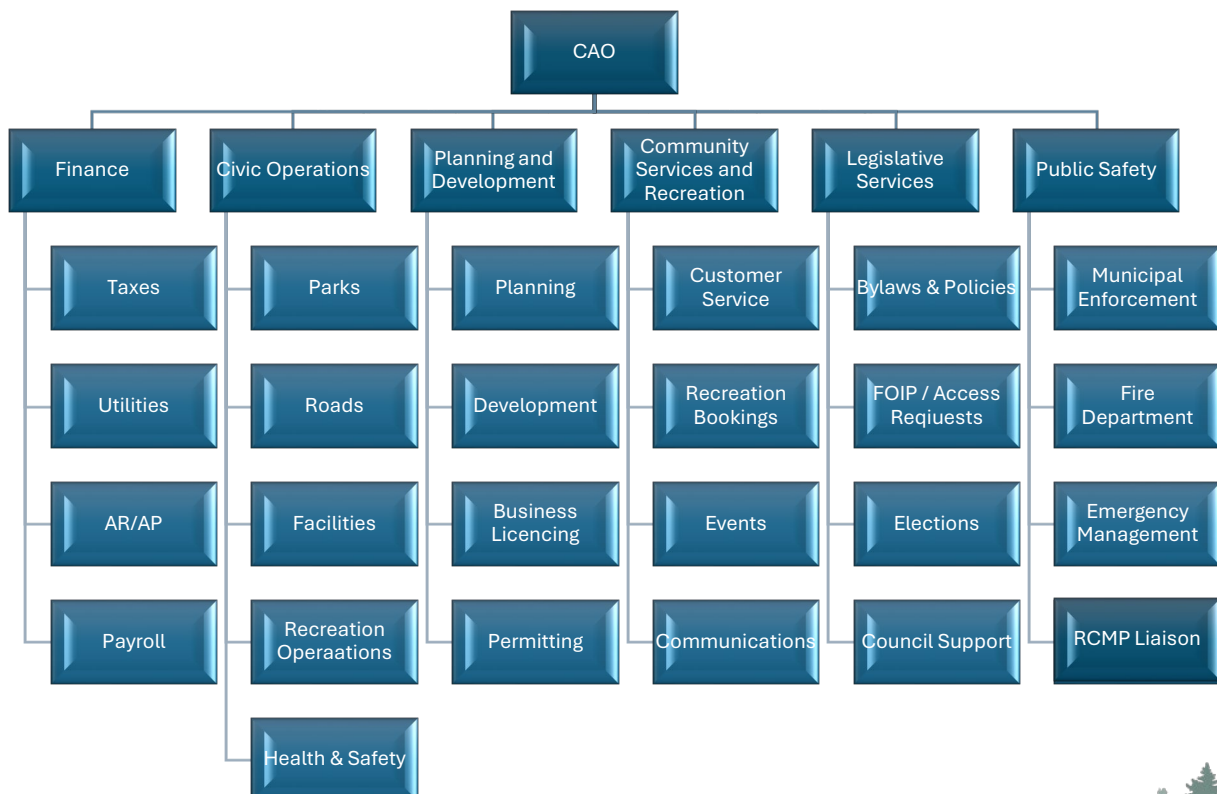 CAO
Finance
Civic Operations
Planning and
Development
Community
Services and
Recreation
Legislative
Services
Public Safety
Taxes
Parks
Planning
Customer
Service
Bylaws & Policies
Municipal
Enforcement
Utilities
Roads
Development
Recreation
Bookings
FOIP / Access
Reqiuests
Fire
Department
AR/AP
Facilities
Business
Licencing
Events
Elections
Emergency
Management
Payroll
Recreation
Operaations
Permitting
Communications
Council Support
RCMP Liaison
Health & Safety